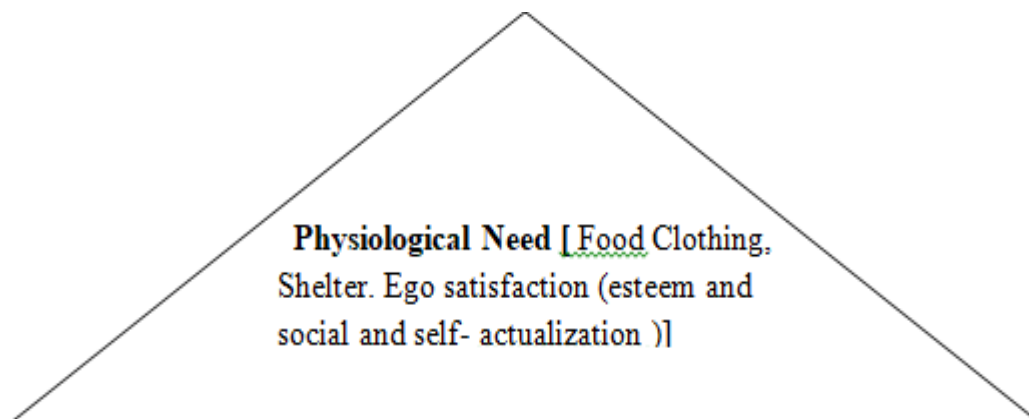 Physiological Need [ Food Clothing,
Shelter. Ego satisfaction (esteem and
social and self- actualization )]